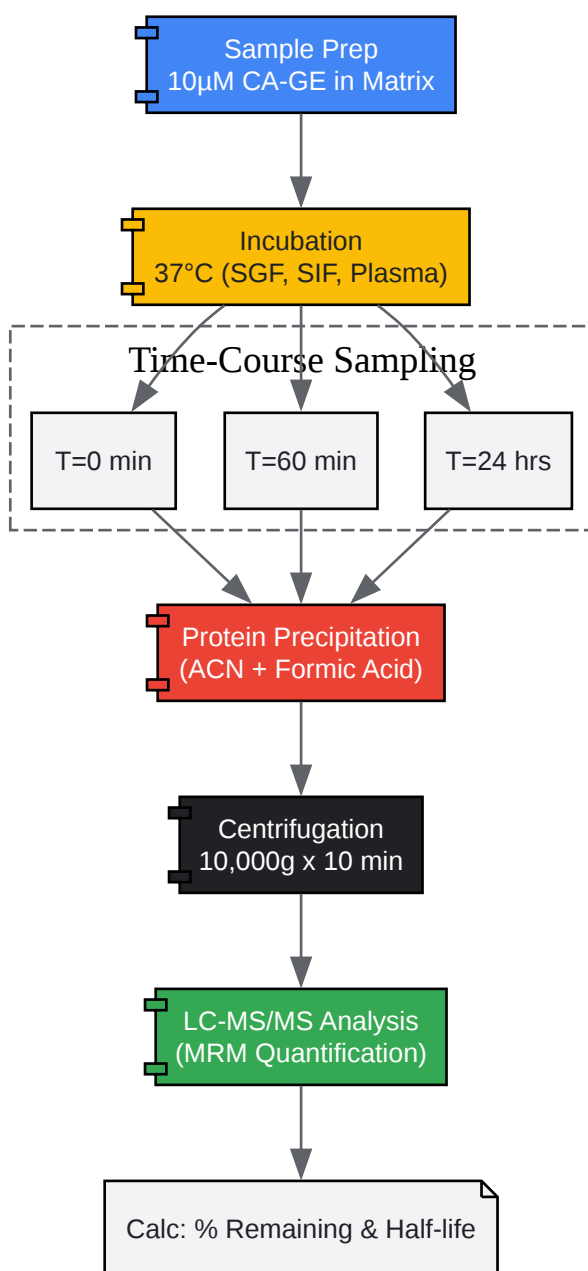 Sample Prep
10µM CA-GE in Matrix
Incubation
37°C (SGF, SIF, Plasma)
Time-Course Sampling
T=0 min
T=60 min
T=24 hrs
Protein Precipitation
(ACN + Formic Acid)
Centrifugation
10,000g x 10 min
LC-MS/MS Analysis
(MRM Quantification)
Calc: % Remaining & Half-life